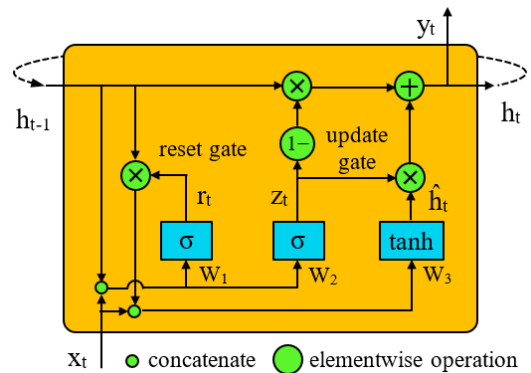 yₜ
hₜ₋₁
hₜ
×
+
reset gate
1−
update
gate
×
rₜ
zₜ
×
ĥₜ
σ
σ
tanh
W₁
W₂
W₃
xₜ
concatenate
elementwise operation